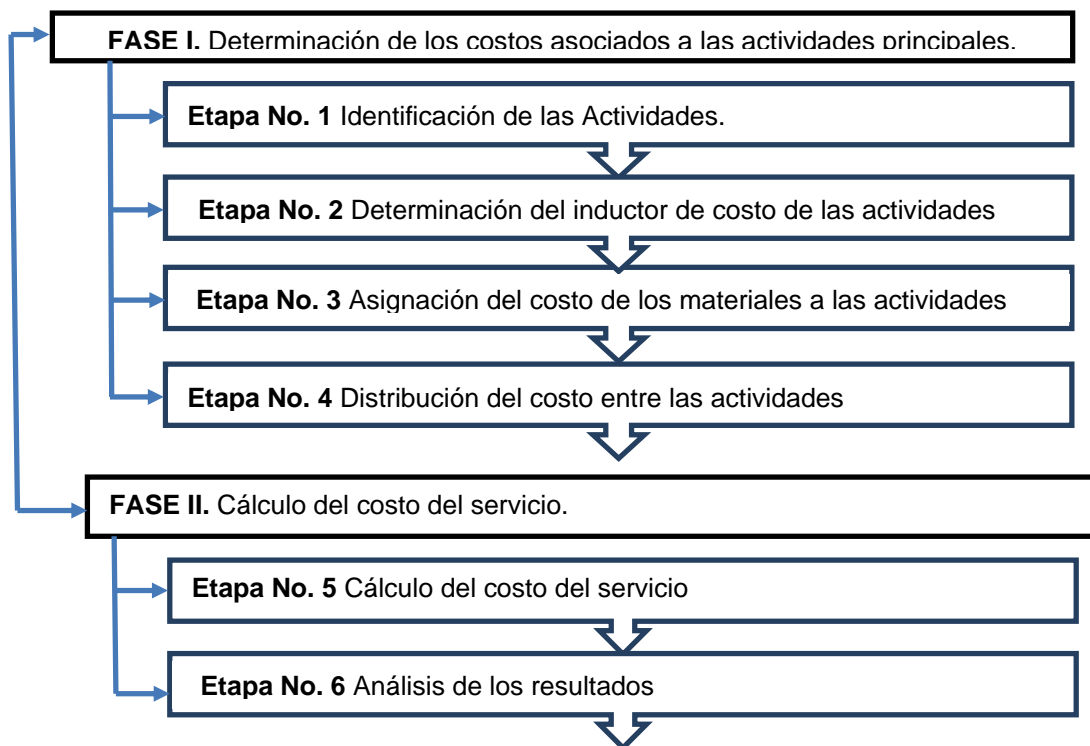 FASE I. Determinación de los costos asociados a las actividades principales.
Etapa No. 1 Identificación de las Actividades.
Etapa No. 2 Determinación del inductor de costo de las actividades
Etapa No. 3 Asignación del costo de los materiales a las actividades
Etapa No. 4 Distribución del costo entre las actividades
FASE II. Cálculo del costo del servicio.
Etapa No. 5 Cálculo del costo del servicio
Etapa No. 6 Análisis de los resultados